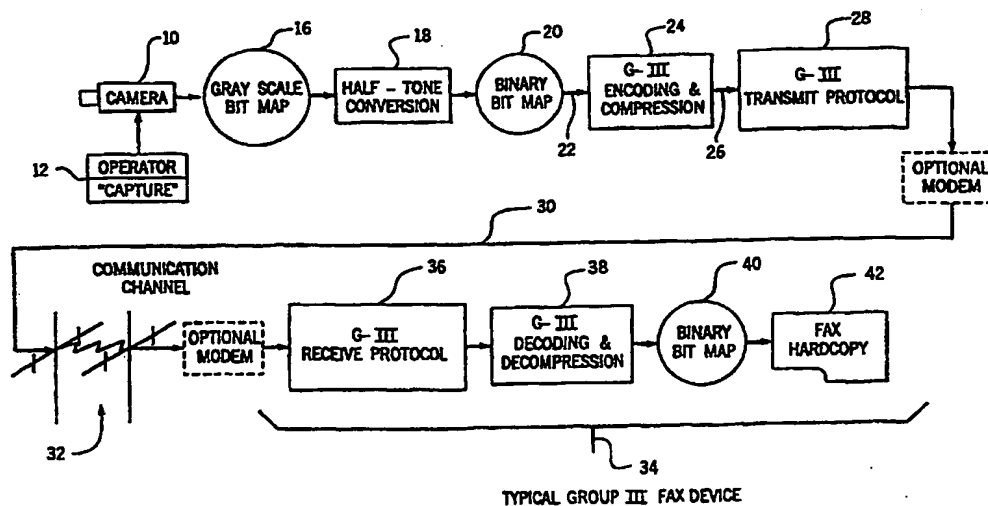 10
16
18
20
24
28
CAMERA
GRAY SCALE
BIT MAP
HALF - TONE
CONVERSION
BINARY
BIT MAP
G-III
ENCODING &
COMPRESSION
G-III
TRANSMIT PROTOCOL
22
26
12
OPERATOR
"CAPTURE"
OPTIONAL
MODEM
30
COMMUNICATION
CHANNEL
36
38
40
42
OPTIONAL
MODEM
G-III
RECEIVE PROTOCOL
G-III
DECODING &
DECOMPRESSION
BINARY
BIT MAP
FAX
HARDCOPY
32
34
TYPICAL GROUP III FAX DEVICE